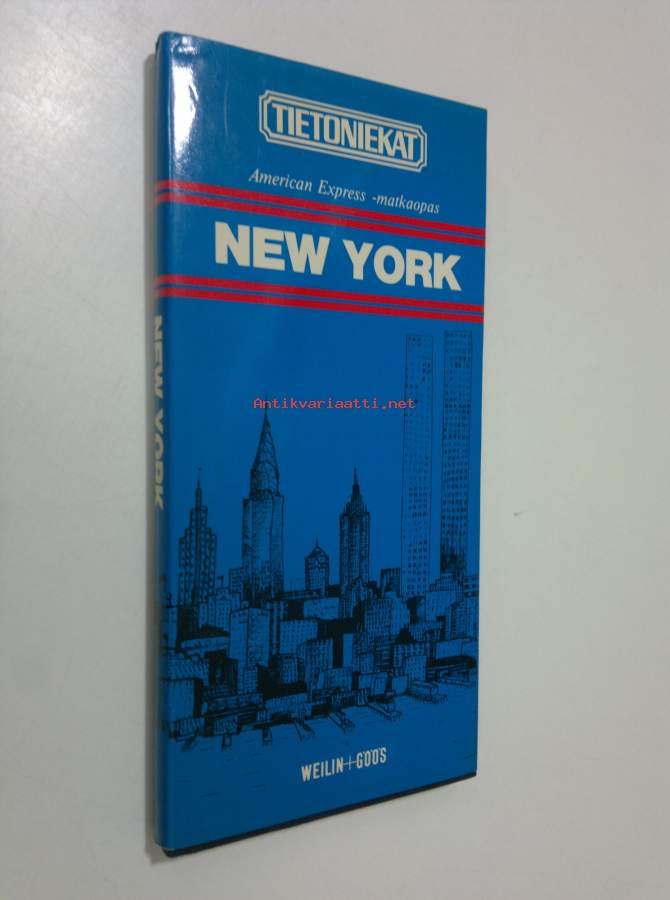 TIETONIEKAT
American Express -matkaopas
NEW YORK
NEW YORK
Antikvariaatti.net
WEILIN+GÖÖS